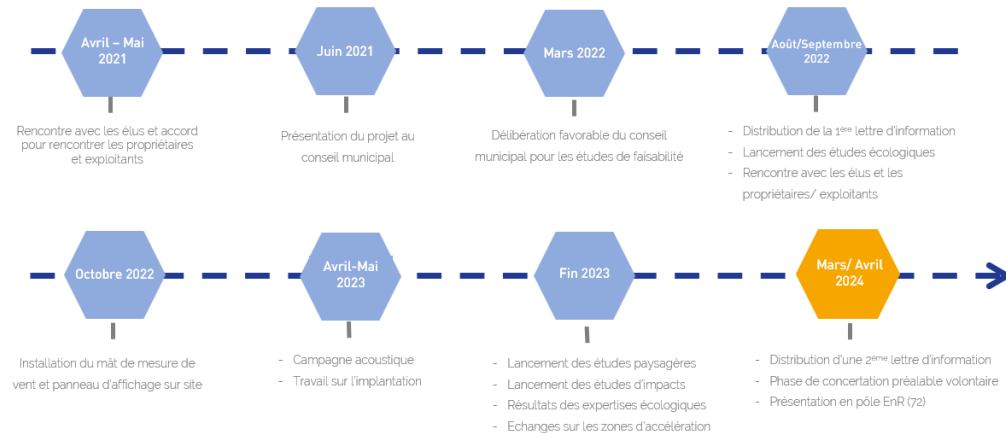 Avril – Mai
2021
Juin 2021
Mars 2022
Août/Septembre
2022
Rencontre avec les élus et accord
pour rencontrer les propriétaires
et exploitants
Présentation du projet au
conseil municipal
Délibération favorable du conseil
municipal pour les études de faisabilité
- Distribution de la 1ère lettre d'information
- Lancement des études écologiques
- Rencontre avec les élus et les
propriétaires/ exploitants
Octobre 2022
Avril-Mai
2023
Fin 2023
Mars/ Avril
2024
Installation du mât de mesure de
vent et panneau d'affichage sur site
- Campagne acoustique
- Travail sur l'implantation
- Lancement des études paysagères
- Lancement des études d'impacts
- Résultats des expertises écologiques
- Echanges sur les zones d'accélération
- Distribution d'une 2ème lettre d'information
- Phase de concertation préalable volontaire
- Présentation en pôle EnR (72)